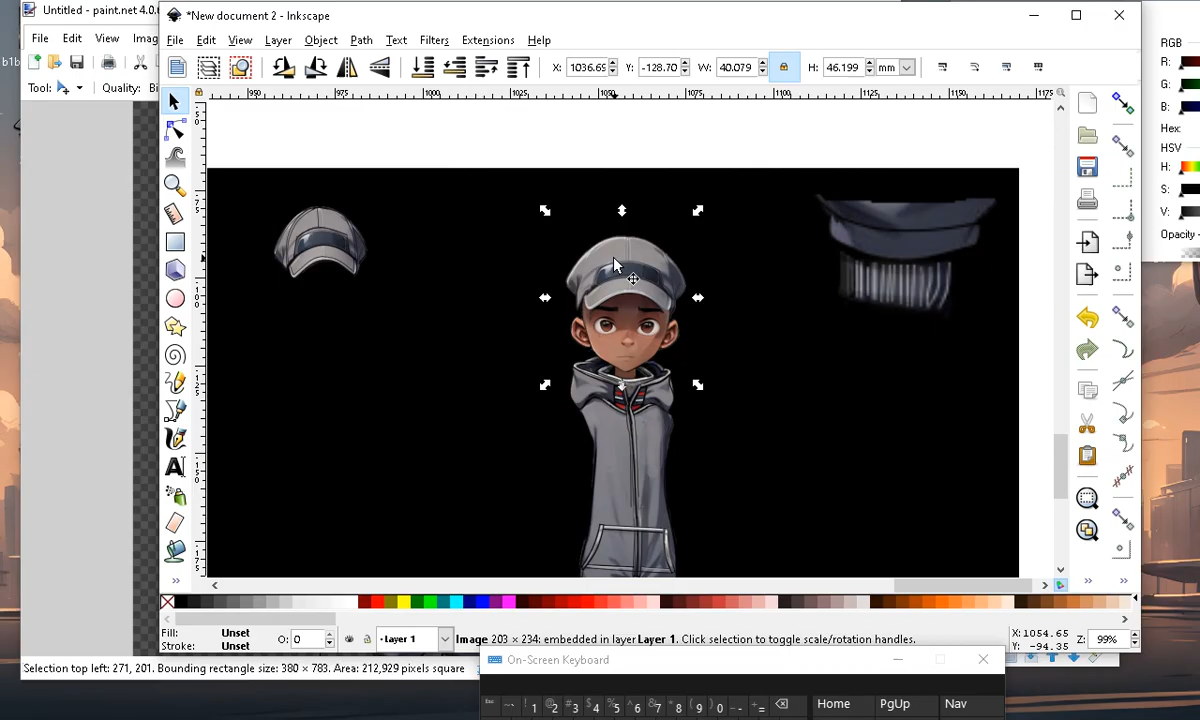 Untitled - paint.net 4.0.
File Edit View Imag
Tool: Quality: Bi
*New document 2 - Inkscape
File Edit View Layer Object Path Text Filters Extensions Help
X: 1036.69 Y: -128.70 W: 40.079 H: 46.199 mm
950 975 1000 1025 1050 1075 1100 1125 1150 1175
RGB
R:
G:
B:
Hex:
HSV
H:
S:
V:
Opacity -
Fill: Unset
Stroke: Unset
O: 0
Layer 1
Image 203 × 234: embedded in layer Layer 1. Click selection to toggle scale/rotation handles.
X: 1054.65
Y: -94.35
Z: 99%
Selection top left: 271, 201. Bounding rectangle size: 380 × 783. Area: 212,929 pixels square
On-Screen Keyboard
Esc 1 2 3 4 5 6 7 8 9 0 Home PgUp Nav